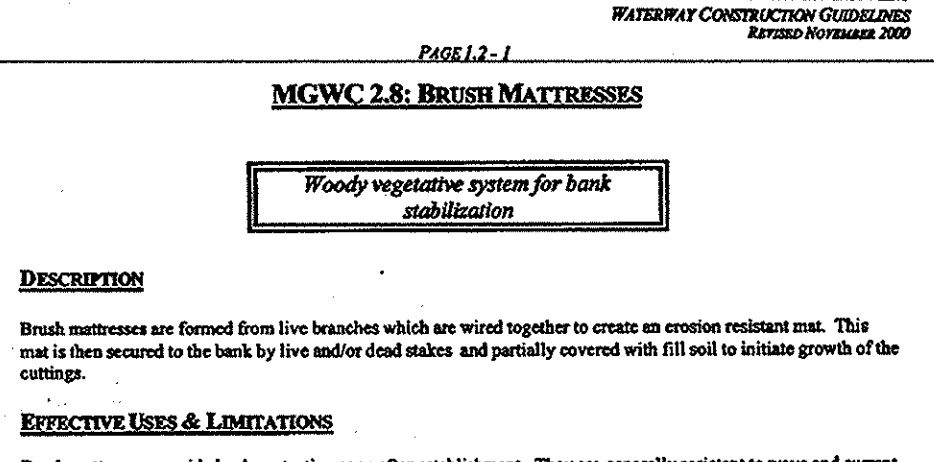 WATERWAY CONSTRUCTION GUIDELINES
REVISED NOVEMBER 2000
PAGE 1.2 - 1
MGWC 2.8: BRUSH MATTRESSES
Woody vegetative system for bank
stabilization
DESCRIPTION
Brush mattresses are formed from live branches which are wired together to create an erosion resistant mat. This
mat is then secured to the bank by live and/or dead stakes and partially covered with fill soil to initiate growth of the
cuttings.
EFFECTIVE USES & LIMITATIONS